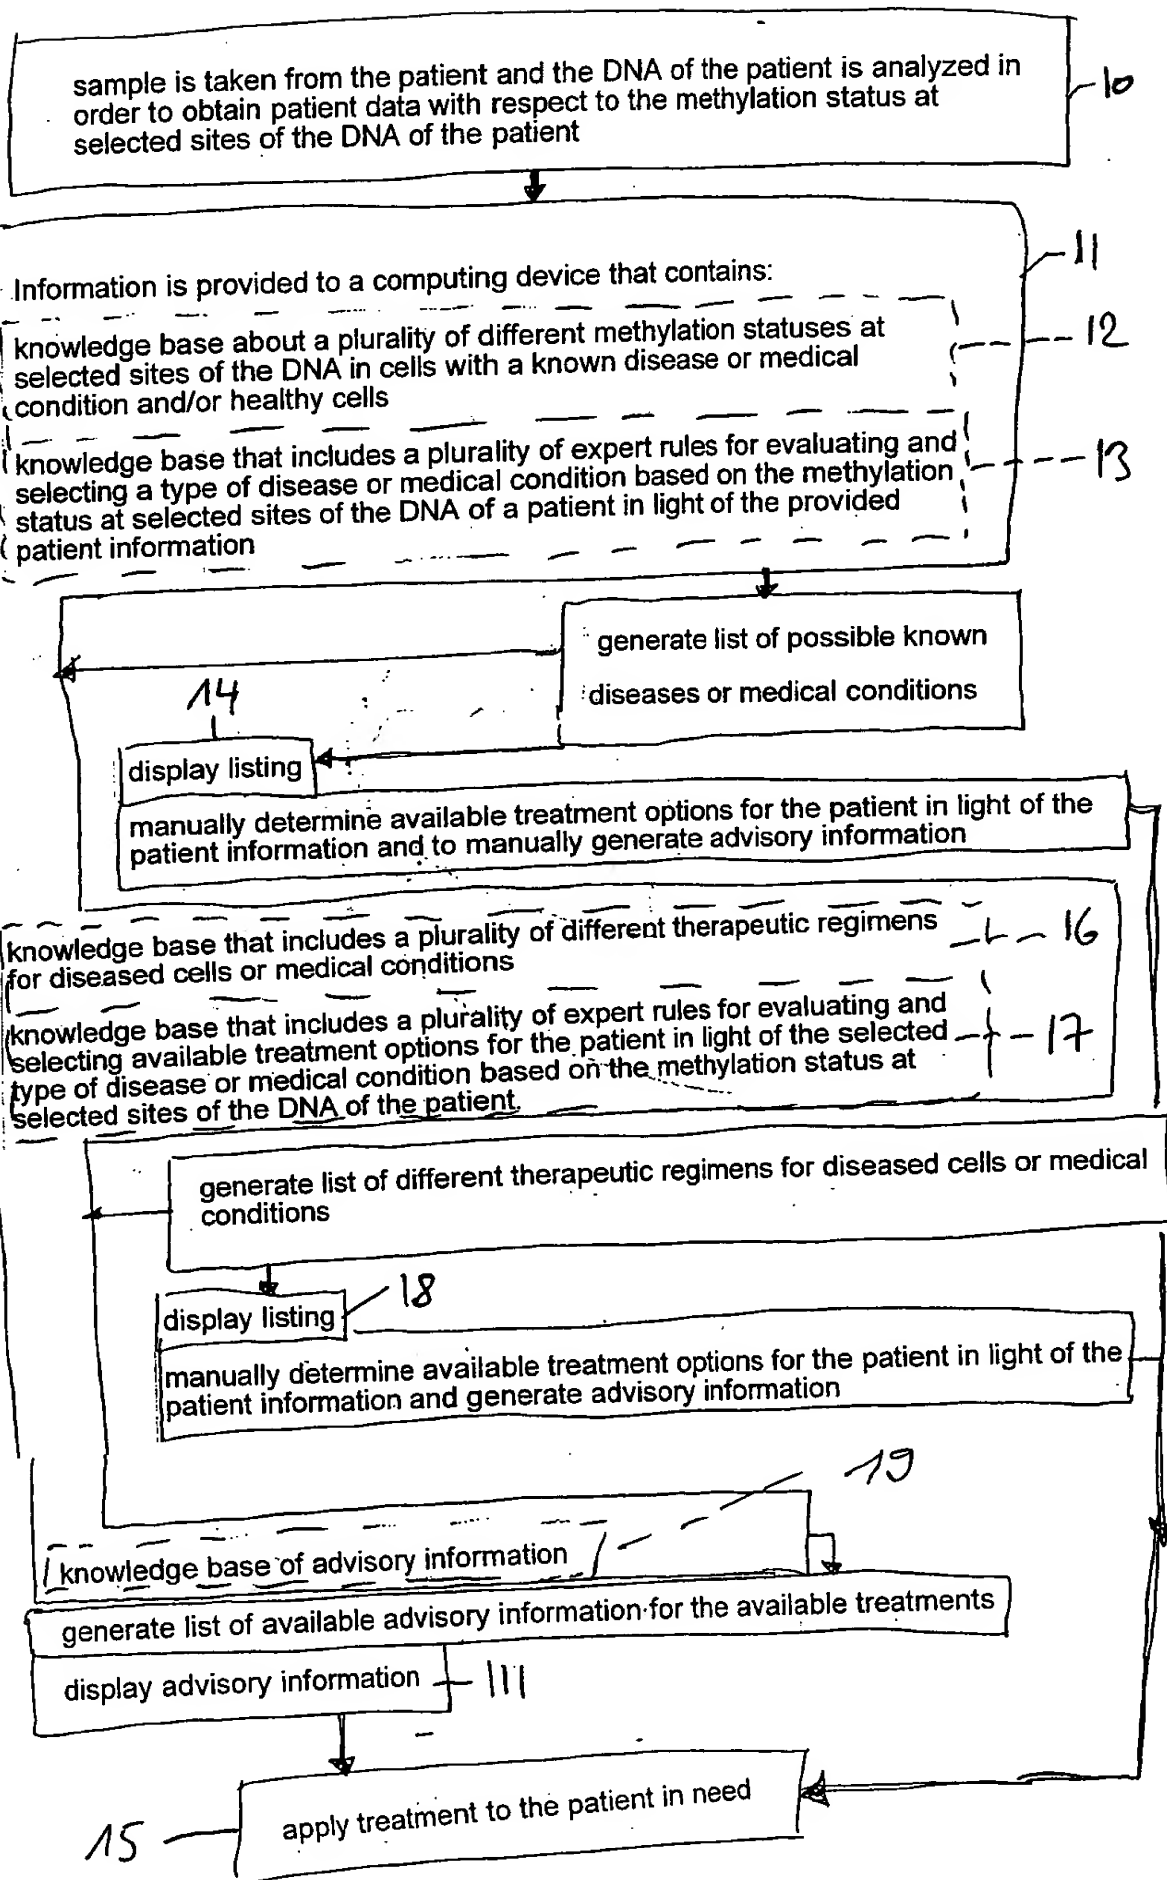 sample is taken from the patient and the DNA of the patient is analyzed in
order to obtain patient data with respect to the methylation status at
selected sites of the DNA of the patient
10
Information is provided to a computing device that contains:
11
knowledge base about a plurality of different methylation statuses at
selected sites of the DNA in cells with a known disease or medical
condition and/or healthy cells
12
knowledge base that includes a plurality of expert rules for evaluating and
selecting a type of disease or medical condition based on the methylation
status at selected sites of the DNA of a patient in light of the provided
patient information
13
generate list of possible known
diseases or medical conditions
14
display listing
manually determine available treatment options for the patient in light of the
patient information and to manually generate advisory information
knowledge base that includes a plurality of different therapeutic regimens
for diseased cells or medical conditions
16
knowledge base that includes a plurality of expert rules for evaluating and
selecting available treatment options for the patient in light of the selected
type of disease or medical condition based on the methylation status at
selected sites of the DNA of the patient
17
generate list of different therapeutic regimens for diseased cells or medical
conditions
18
display listing
manually determine available treatment options for the patient in light of the
patient information and generate advisory information
19
knowledge base of advisory information
generate list of available advisory information for the available treatments
display advisory information
111
apply treatment to the patient in need
15